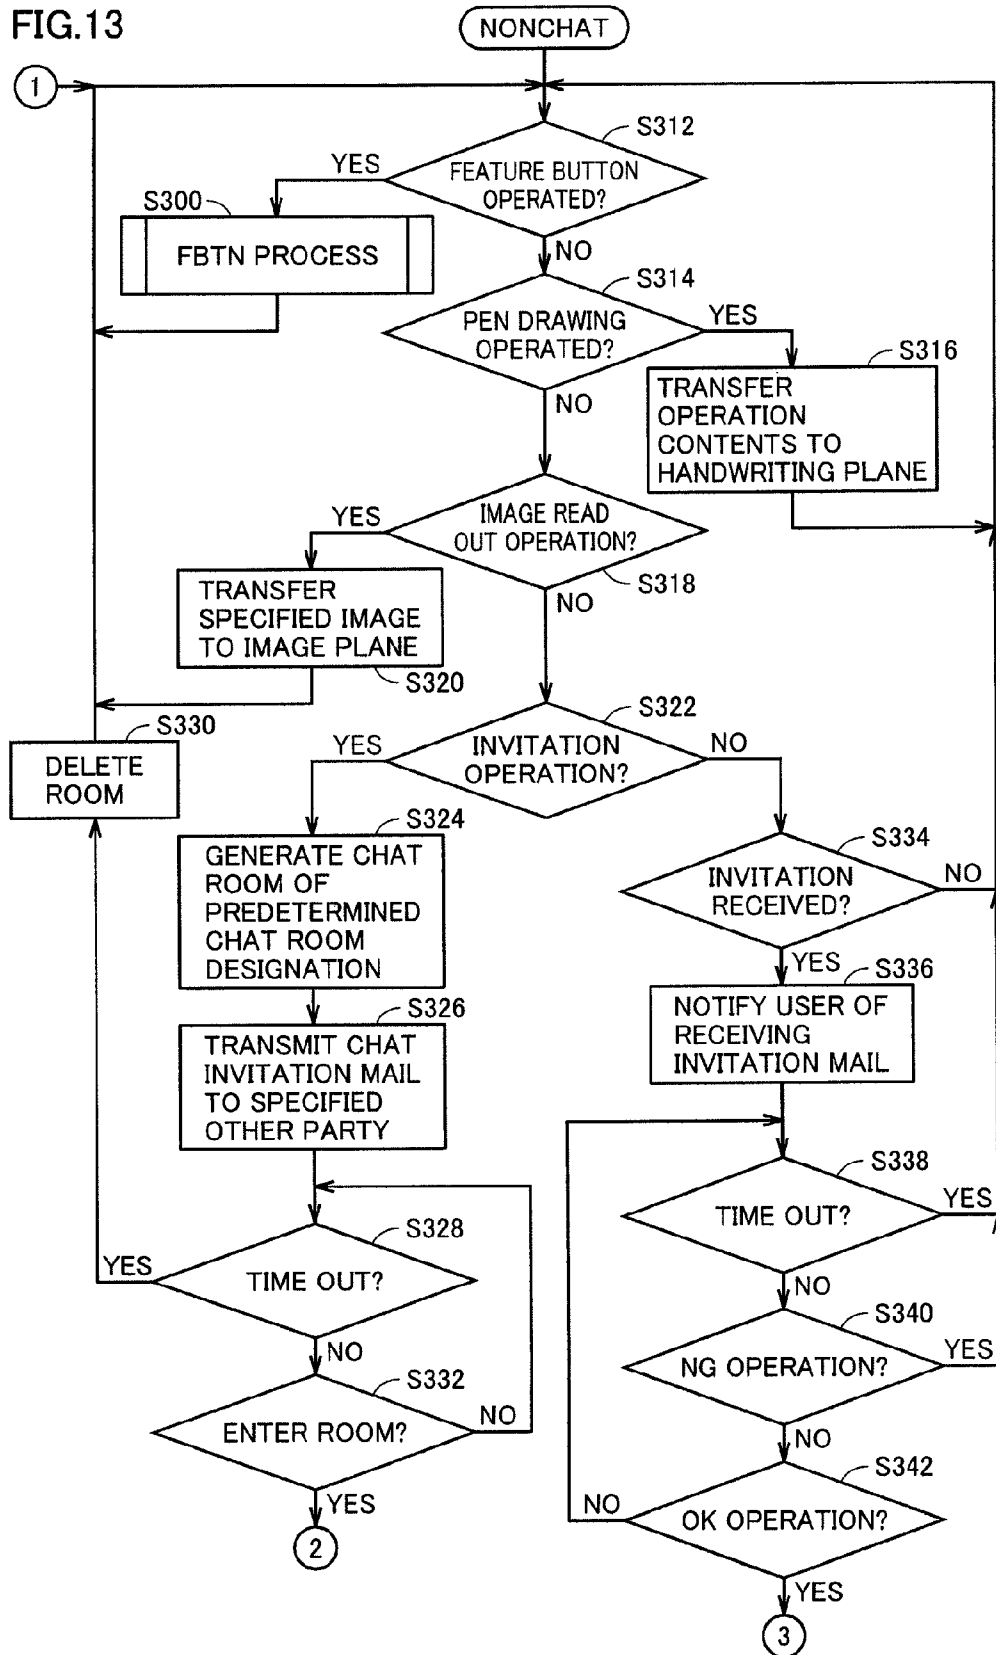 FIG.13
NONCHAT
1
S312
YES
FEATURE BUTTON
OPERATED?
S300
FBTN PROCESS
NO
S314
PEN DRAWING
OPERATED?
YES
S316
TRANSFER
OPERATION
CONTENTS TO
HANDWRITING PLANE
NO
YES
IMAGE READ
OUT OPERATION?
S318
NO
TRANSFER
SPECIFIED IMAGE
TO IMAGE PLANE
S320
S322
S330
DELETE
ROOM
YES
INVITATION
OPERATION?
NO
S324
GENERATE CHAT
ROOM OF
PREDETERMINED
CHAT ROOM
DESIGNATION
S334
INVITATION
RECEIVED?
NO
YES
S326
TRANSMIT CHAT
INVITATION MAIL
TO SPECIFIED
OTHER PARTY
S336
NOTIFY USER OF
RECEIVING
INVITATION MAIL
S338
TIME OUT?
YES
NO
S328
YES
TIME OUT?
NO
S340
NG OPERATION?
YES
NO
S332
ENTER ROOM?
NO
YES
2
S342
NO
OK OPERATION?
YES
3